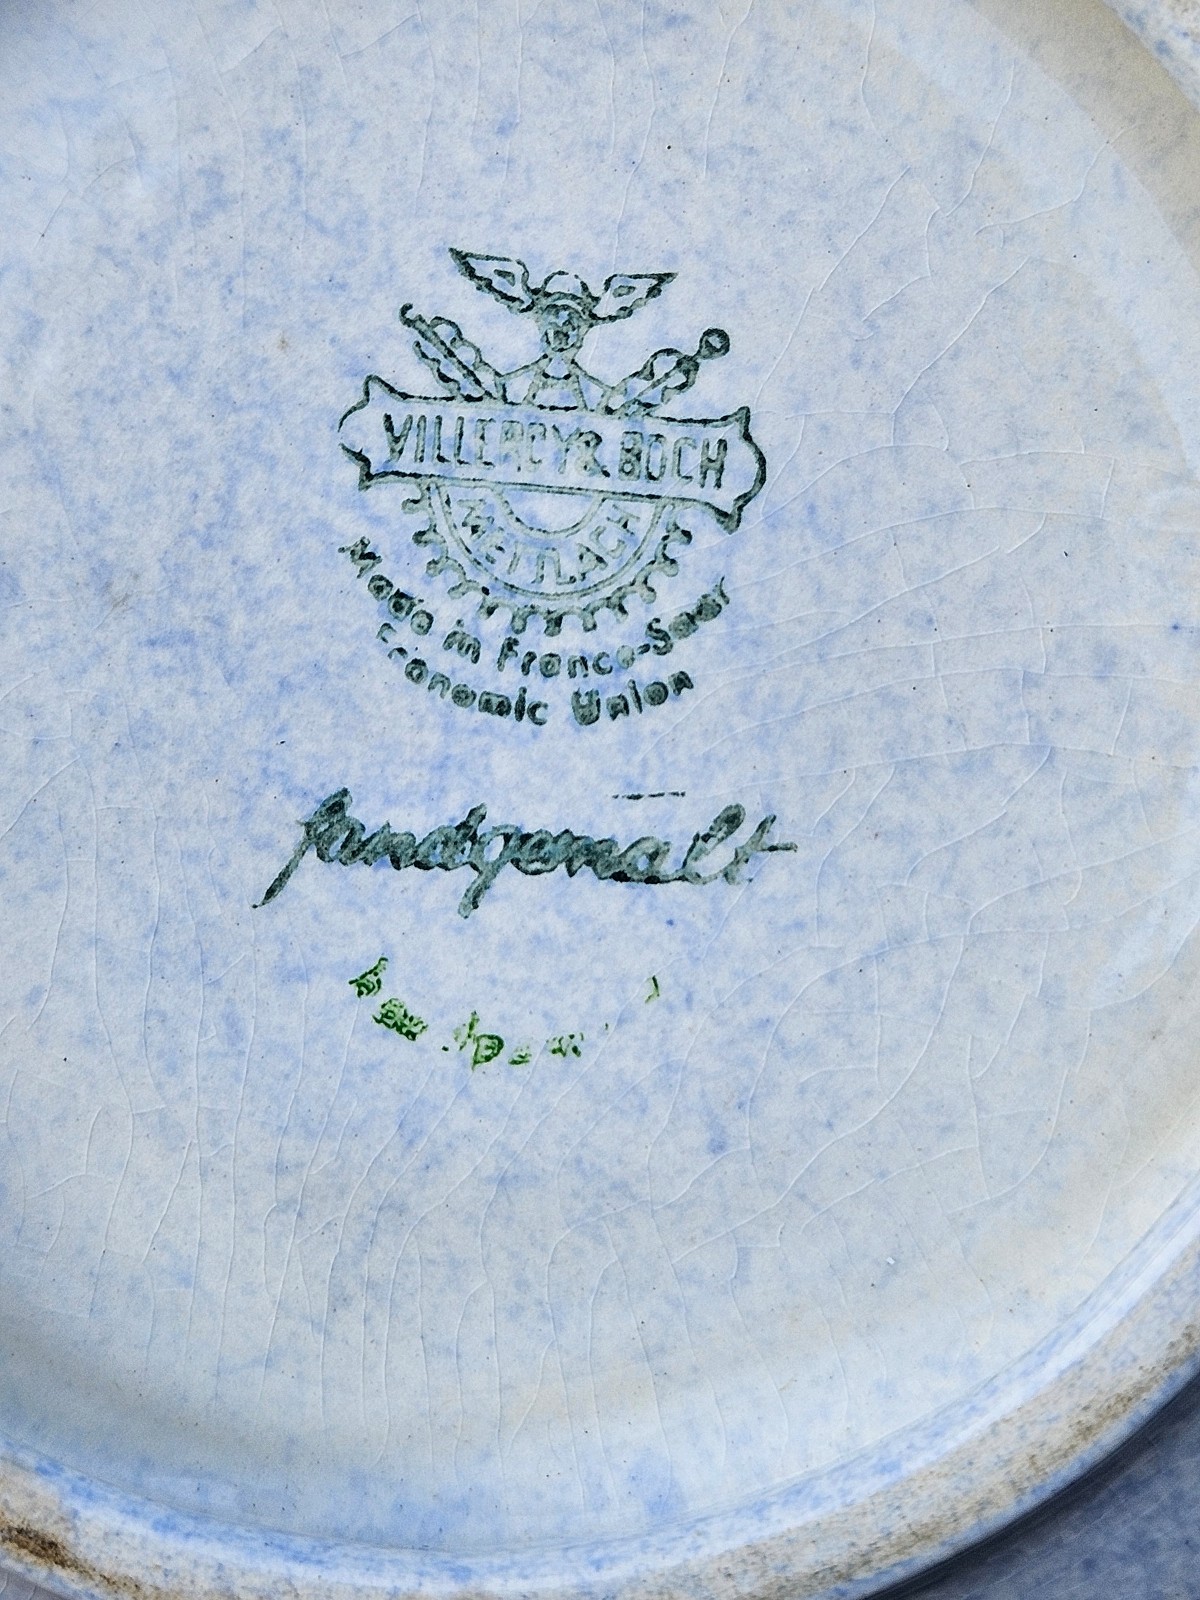 VILLEROY & BOCH
METTLACH
Made in France-Saar
Economic Union
handgemalt